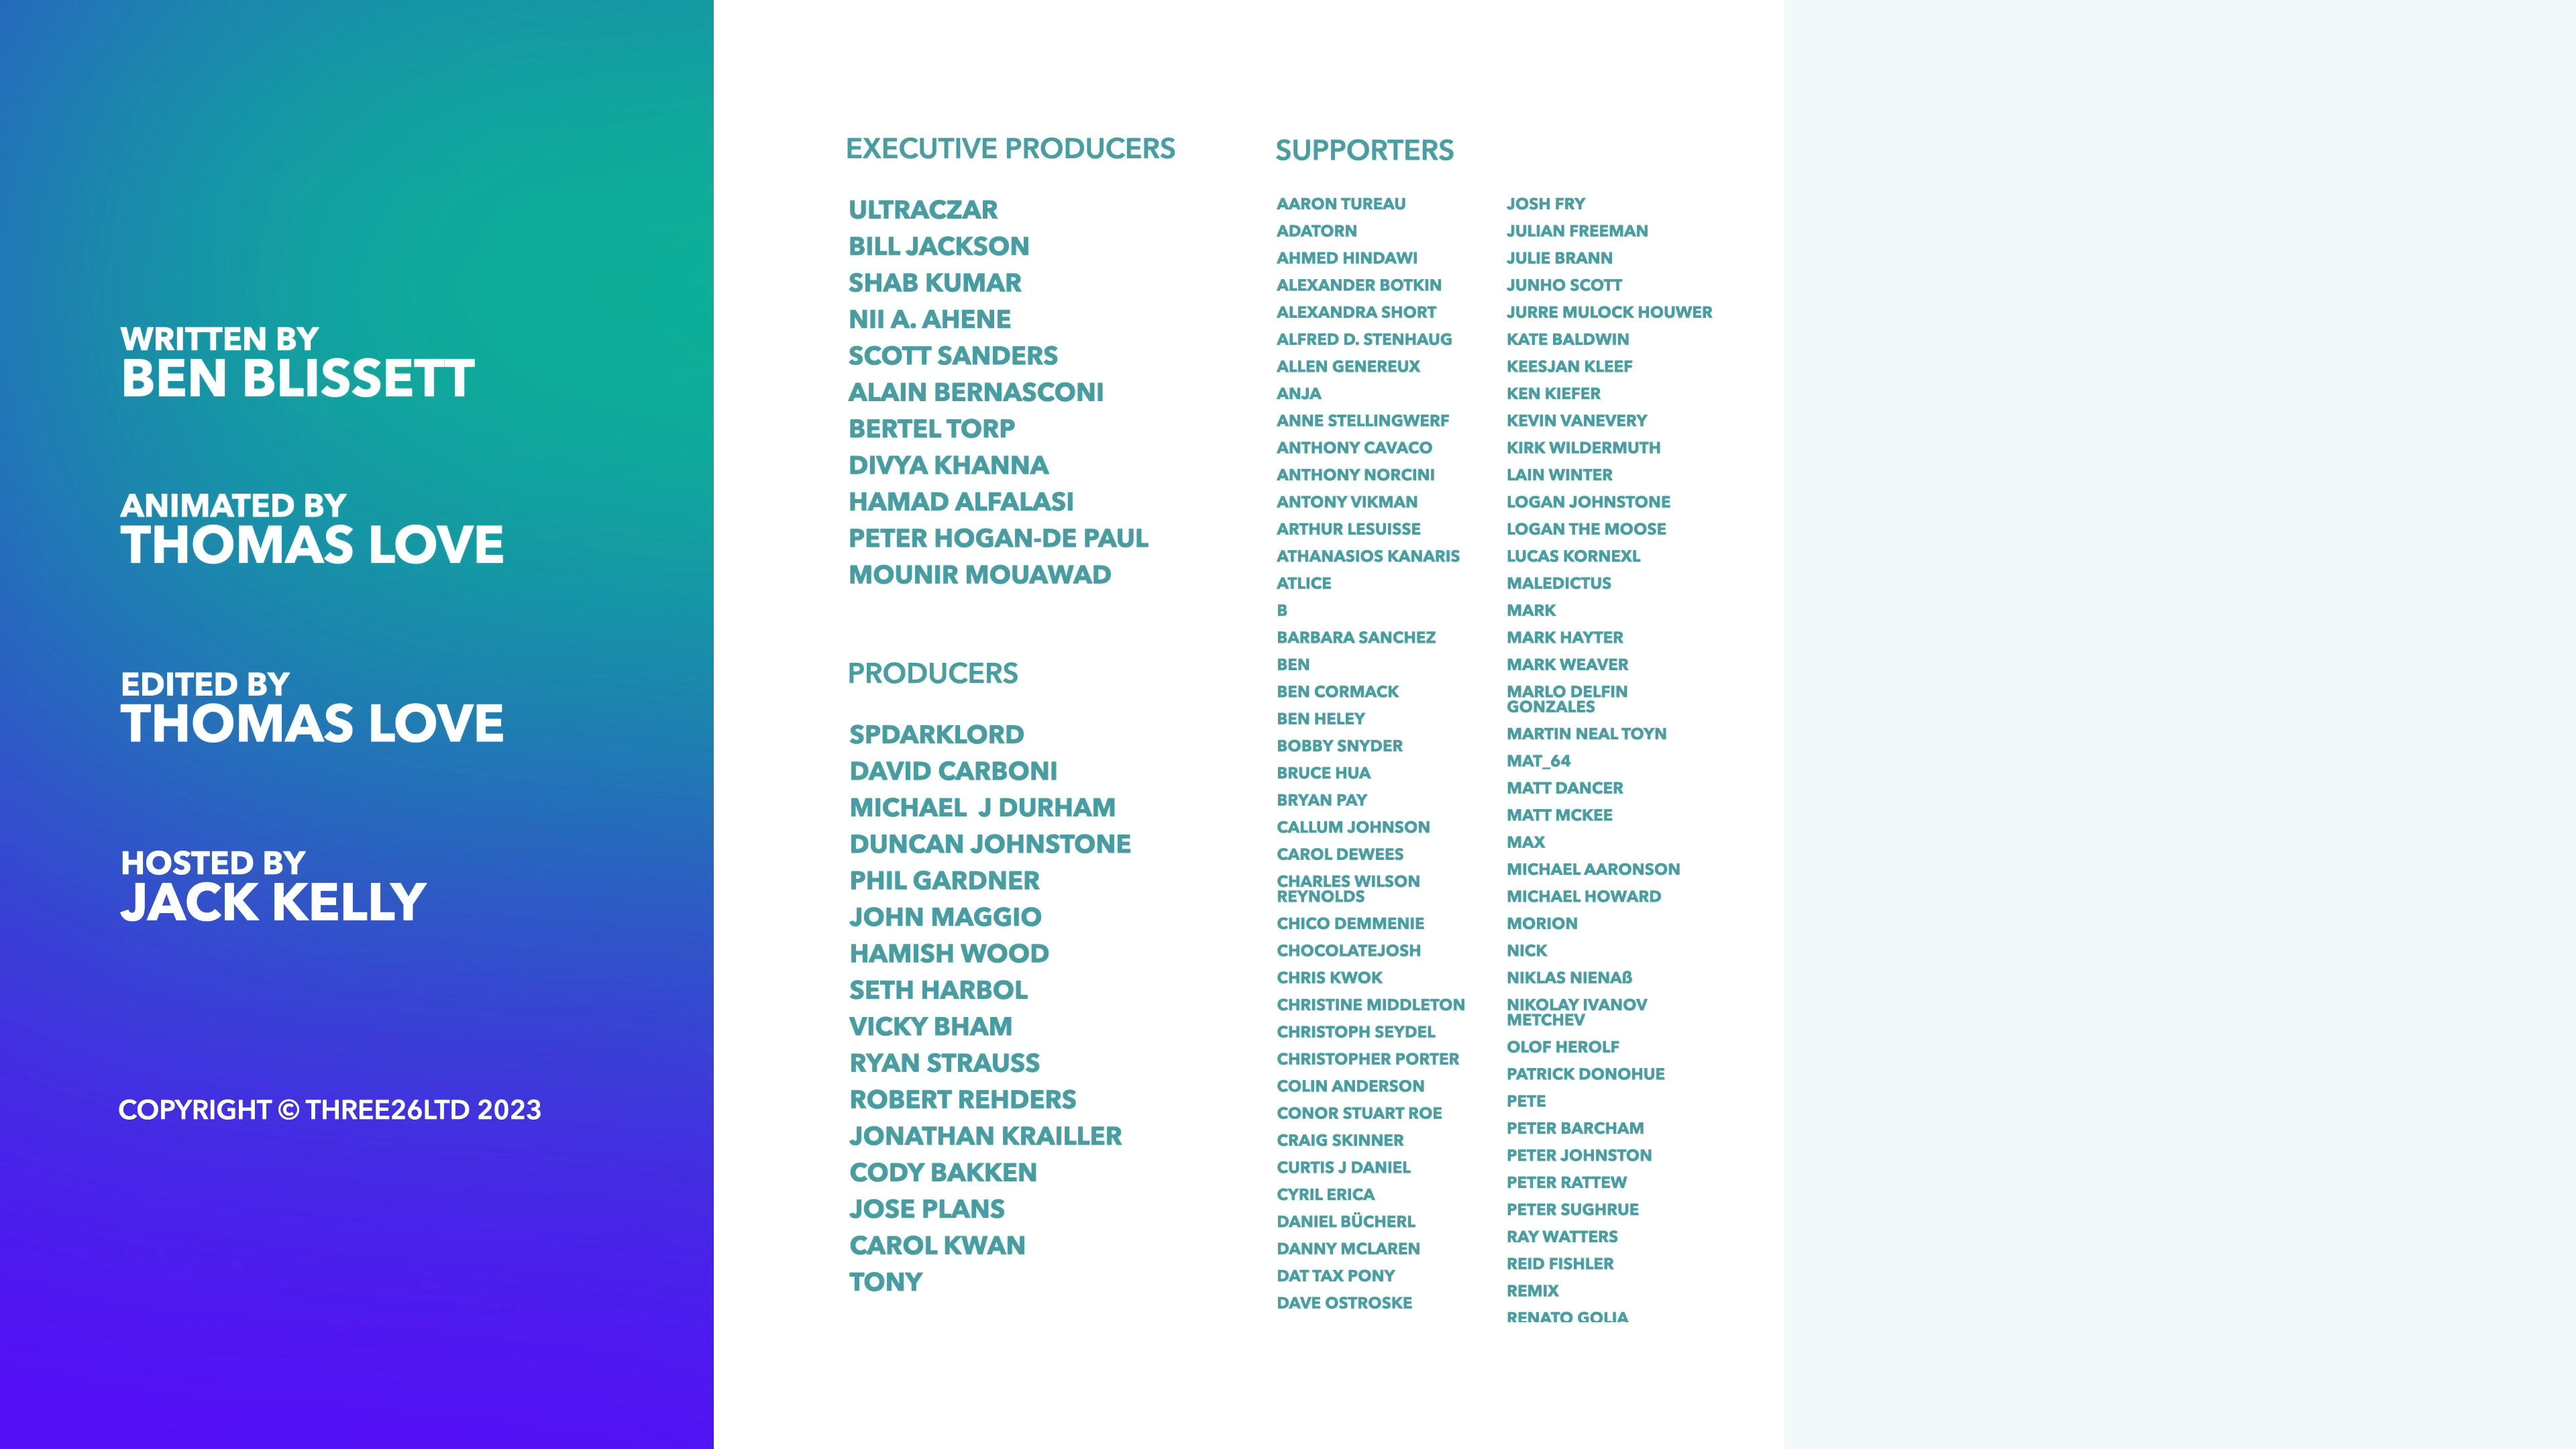 WRITTEN BY
BEN BLISSETT
ANIMATED BY
THOMAS LOVE
EDITED BY
THOMAS LOVE
HOSTED BY
JACK KELLY
COPYRIGHT © THREE26LTD 2023
EXECUTIVE PRODUCERS
ULTRACZAR
BILL JACKSON
SHAB KUMAR
NII A. AHENE
SCOTT SANDERS
ALAIN BERNASCONI
BERTEL TORP
DIVYA KHANNA
HAMAD ALFALASI
PETER HOGAN-DE PAUL
MOUNIR MOUAWAD
PRODUCERS
SPDARKLORD
DAVID CARBONI
MICHAEL  J DURHAM
DUNCAN JOHNSTONE
PHIL GARDNER
JOHN MAGGIO
HAMISH WOOD
SETH HARBOL
VICKY BHAM
RYAN STRAUSS
ROBERT REHDERS
JONATHAN KRAILLER
CODY BAKKEN
JOSE PLANS
CAROL KWAN
TONY
SUPPORTERS
AARON TUREAU
ADATORN
AHMED HINDAWI
ALEXANDER BOTKIN
ALEXANDRA SHORT
ALFRED D. STENHAUG
ALLEN GENEREUX
ANJA
ANNE STELLINGWERF
ANTHONY CAVACO
ANTHONY NORCINI
ANTONY VIKMAN
ARTHUR LESUISSE
ATHANASIOS KANARIS
ATLICE
B
BARBARA SANCHEZ
BEN
BEN CORMACK
BEN HELEY
BOBBY SNYDER
BRUCE HUA
BRYAN PAY
CALLUM JOHNSON
CAROL DEWEES
CHARLES WILSON
REYNOLDS
CHICO DEMMENIE
CHOCOLATEJOSH
CHRIS KWOK
CHRISTINE MIDDLETON
CHRISTOPH SEYDEL
CHRISTOPHER PORTER
COLIN ANDERSON
CONOR STUART ROE
CRAIG SKINNER
CURTIS J DANIEL
CYRIL ERICA
DANIEL BÜCHERL
DANNY MCLAREN
DAT TAX PONY
DAVE OSTROSKE
JOSH FRY
JULIAN FREEMAN
JULIE BRANN
JUNHO SCOTT
JURRE MULOCK HOUWER
KATE BALDWIN
KEESJAN KLEEF
KEN KIEFER
KEVIN VANEVERY
KIRK WILDERMUTH
LAIN WINTER
LOGAN JOHNSTONE
LOGAN THE MOOSE
LUCAS KORNEXL
MALEDICTUS
MARK
MARK HAYTER
MARK WEAVER
MARLO DELFIN
GONZALES
MARTIN NEAL TOYN
MAT_64
MATT DANCER
MATT MCKEE
MAX
MICHAEL AARONSON
MICHAEL HOWARD
MORION
NICK
NIKLAS NIENAß
NIKOLAY IVANOV
METCHEV
OLOF HEROLF
PATRICK DONOHUE
PETE
PETER BARCHAM
PETER JOHNSTON
PETER RATTEW
PETER SUGHRUE
RAY WATTERS
REID FISHLER
REMIX
RENATO GOLIA